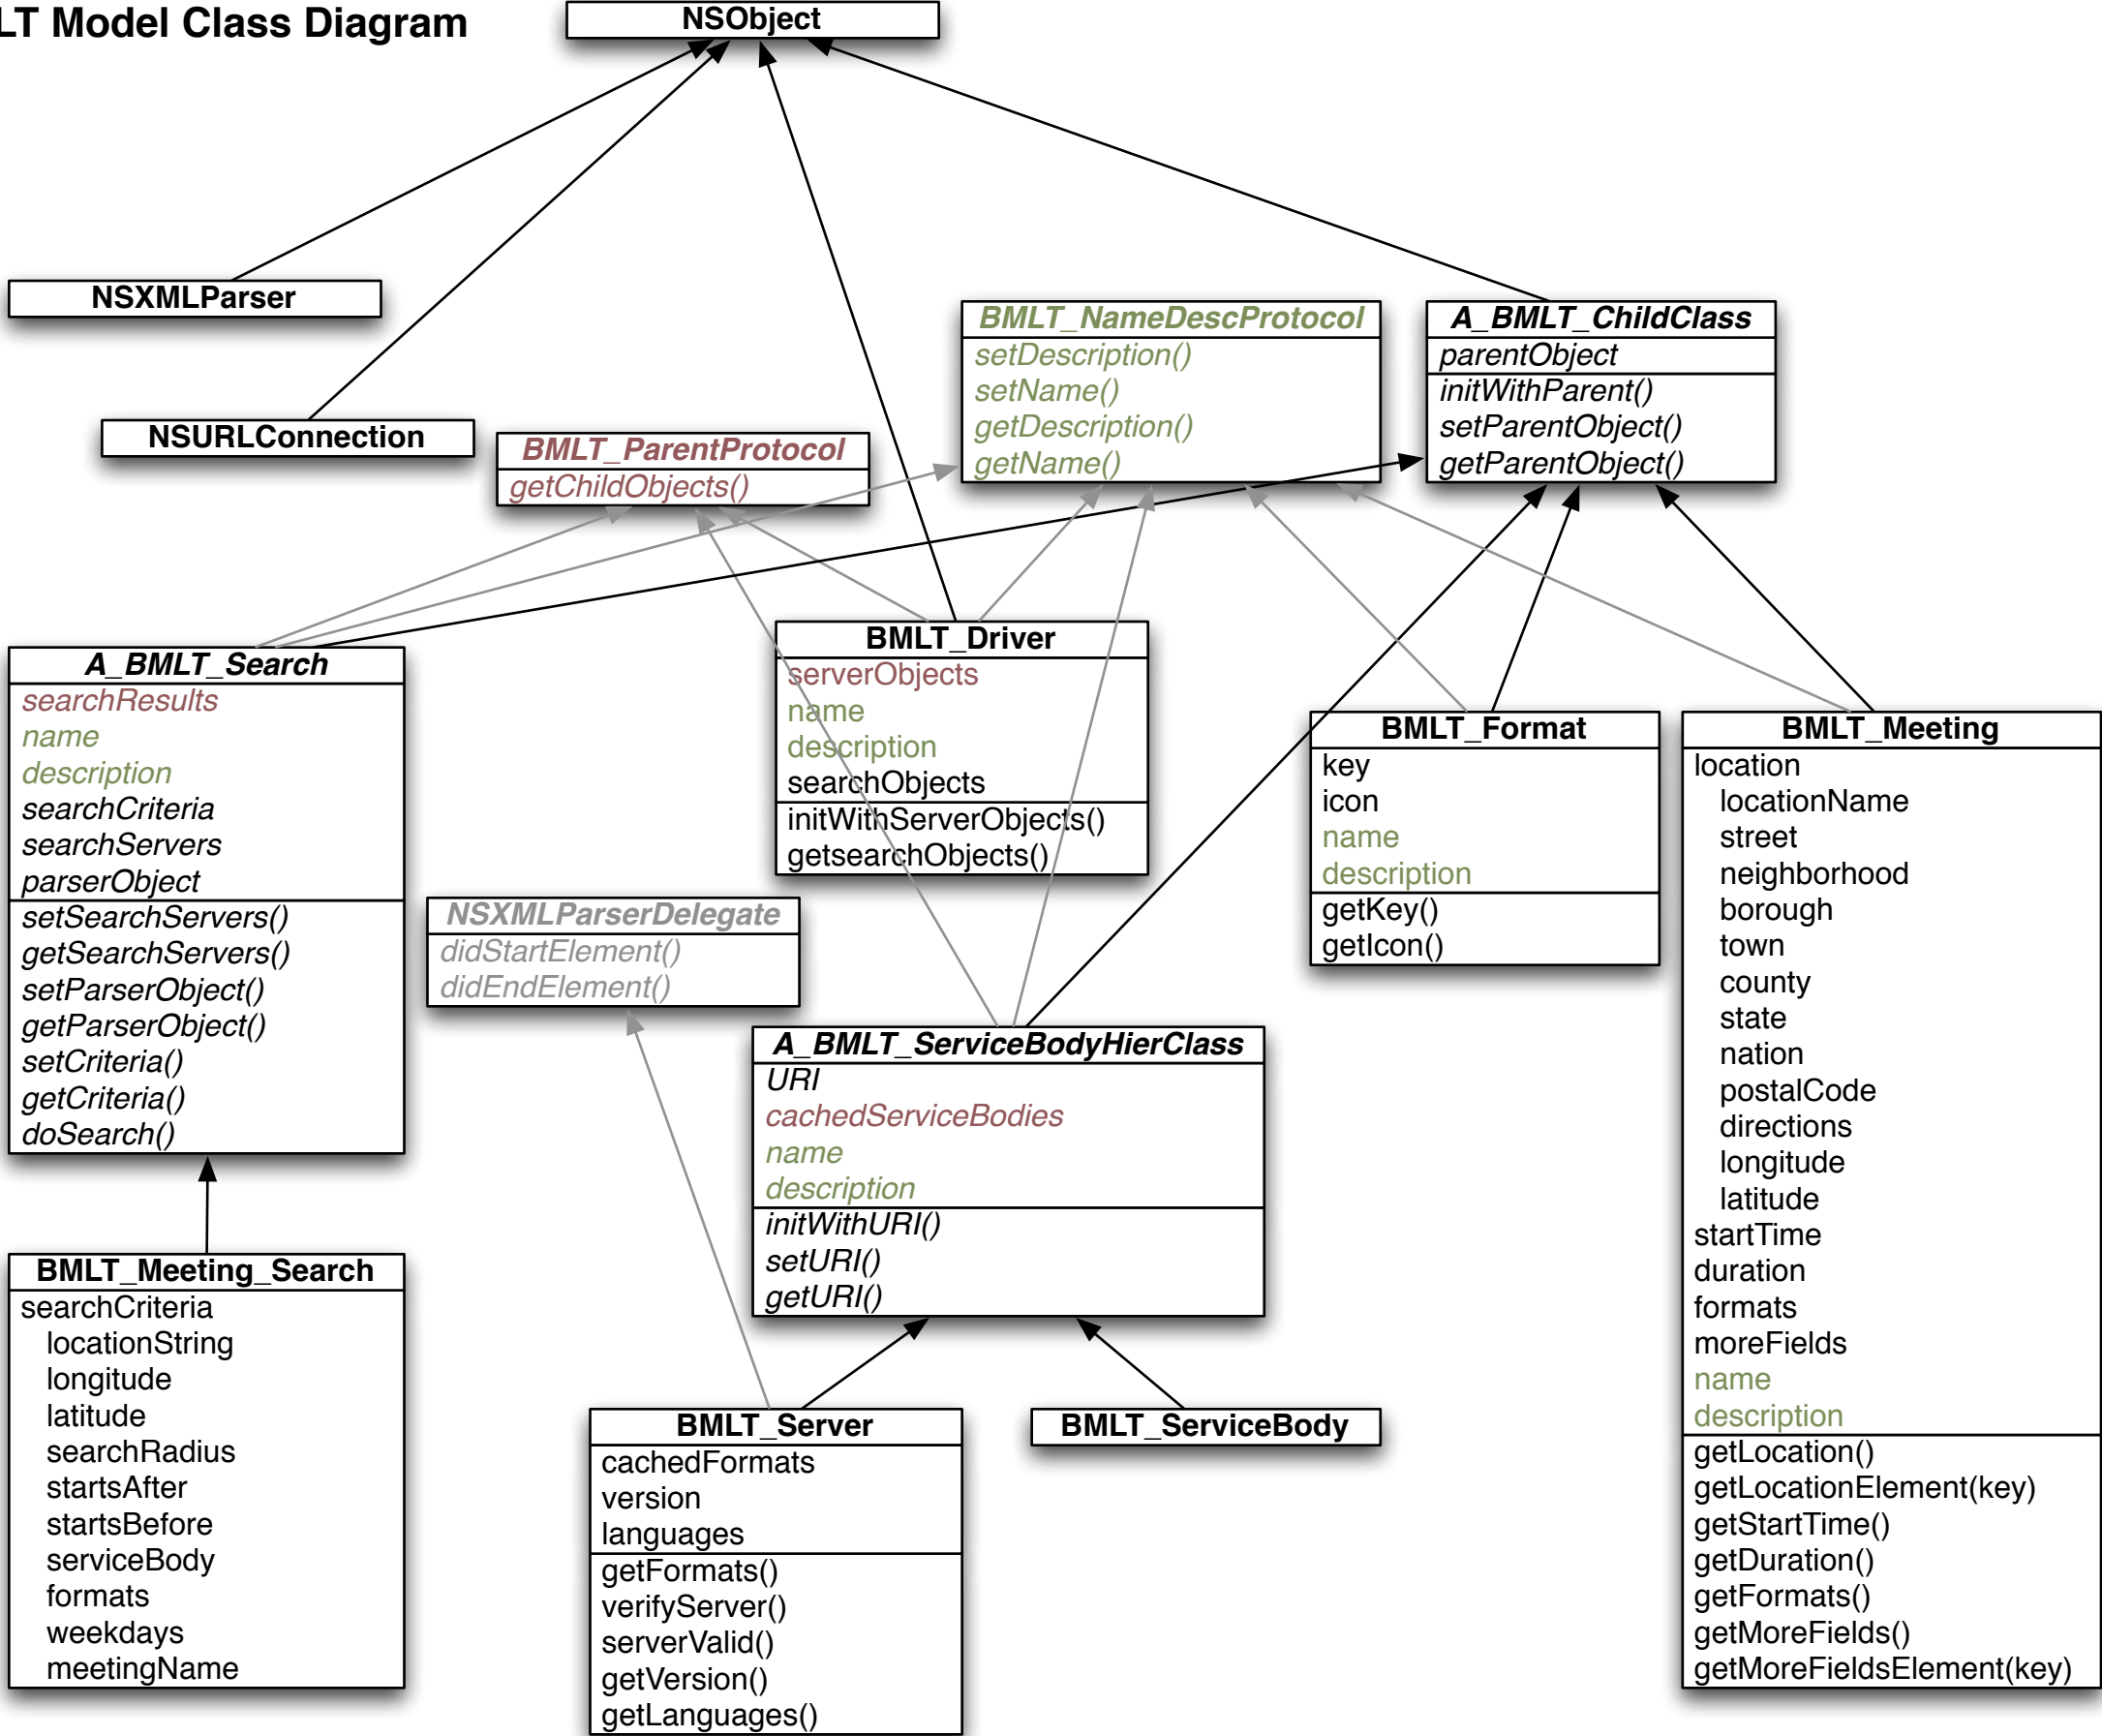 LT Model Class Diagram
NSObject
NSXMLParser
NSURLConnection
BMLT_ParentProtocol
getChildObjects()
BMLT_NameDescProtocol
setDescription()
setName()
getDescription()
getName()
A_BMLT_ChildClass
parentObject
initWithParent()
setParentObject()
getParentObject()
A_BMLT_Search
searchResults
name
description
searchCriteria
searchServers
parserObject
setSearchServers()
getSearchServers()
setParserObject()
getParserObject()
setCriteria()
getCriteria()
doSearch()
BMLT_Driver
serverObjects
name
description
searchObjects
initWithServerObjects()
getsearchObjects()
BMLT_Format
key
icon
name
description
getKey()
getIcon()
BMLT_Meeting
location
locationName
street
neighborhood
borough
town
county
state
nation
postalCode
directions
longitude
latitude
startTime
duration
formats
moreFields
name
description
getLocation()
getLocationElement(key)
getStartTime()
getDuration()
getFormats()
getMoreFields()
getMoreFieldsElement(key)
NSXMLParserDelegate
didStartElement()
didEndElement()
A_BMLT_ServiceBodyHierClass
URI
cachedServiceBodies
name
description
initWithURI()
setURI()
getURI()
BMLT_Meeting_Search
searchCriteria
locationString
longitude
latitude
searchRadius
startsAfter
startsBefore
serviceBody
formats
weekdays
meetingName
BMLT_Server
cachedFormats
version
languages
getFormats()
verifyServer()
serverValid()
getVersion()
getLanguages()
BMLT_ServiceBody